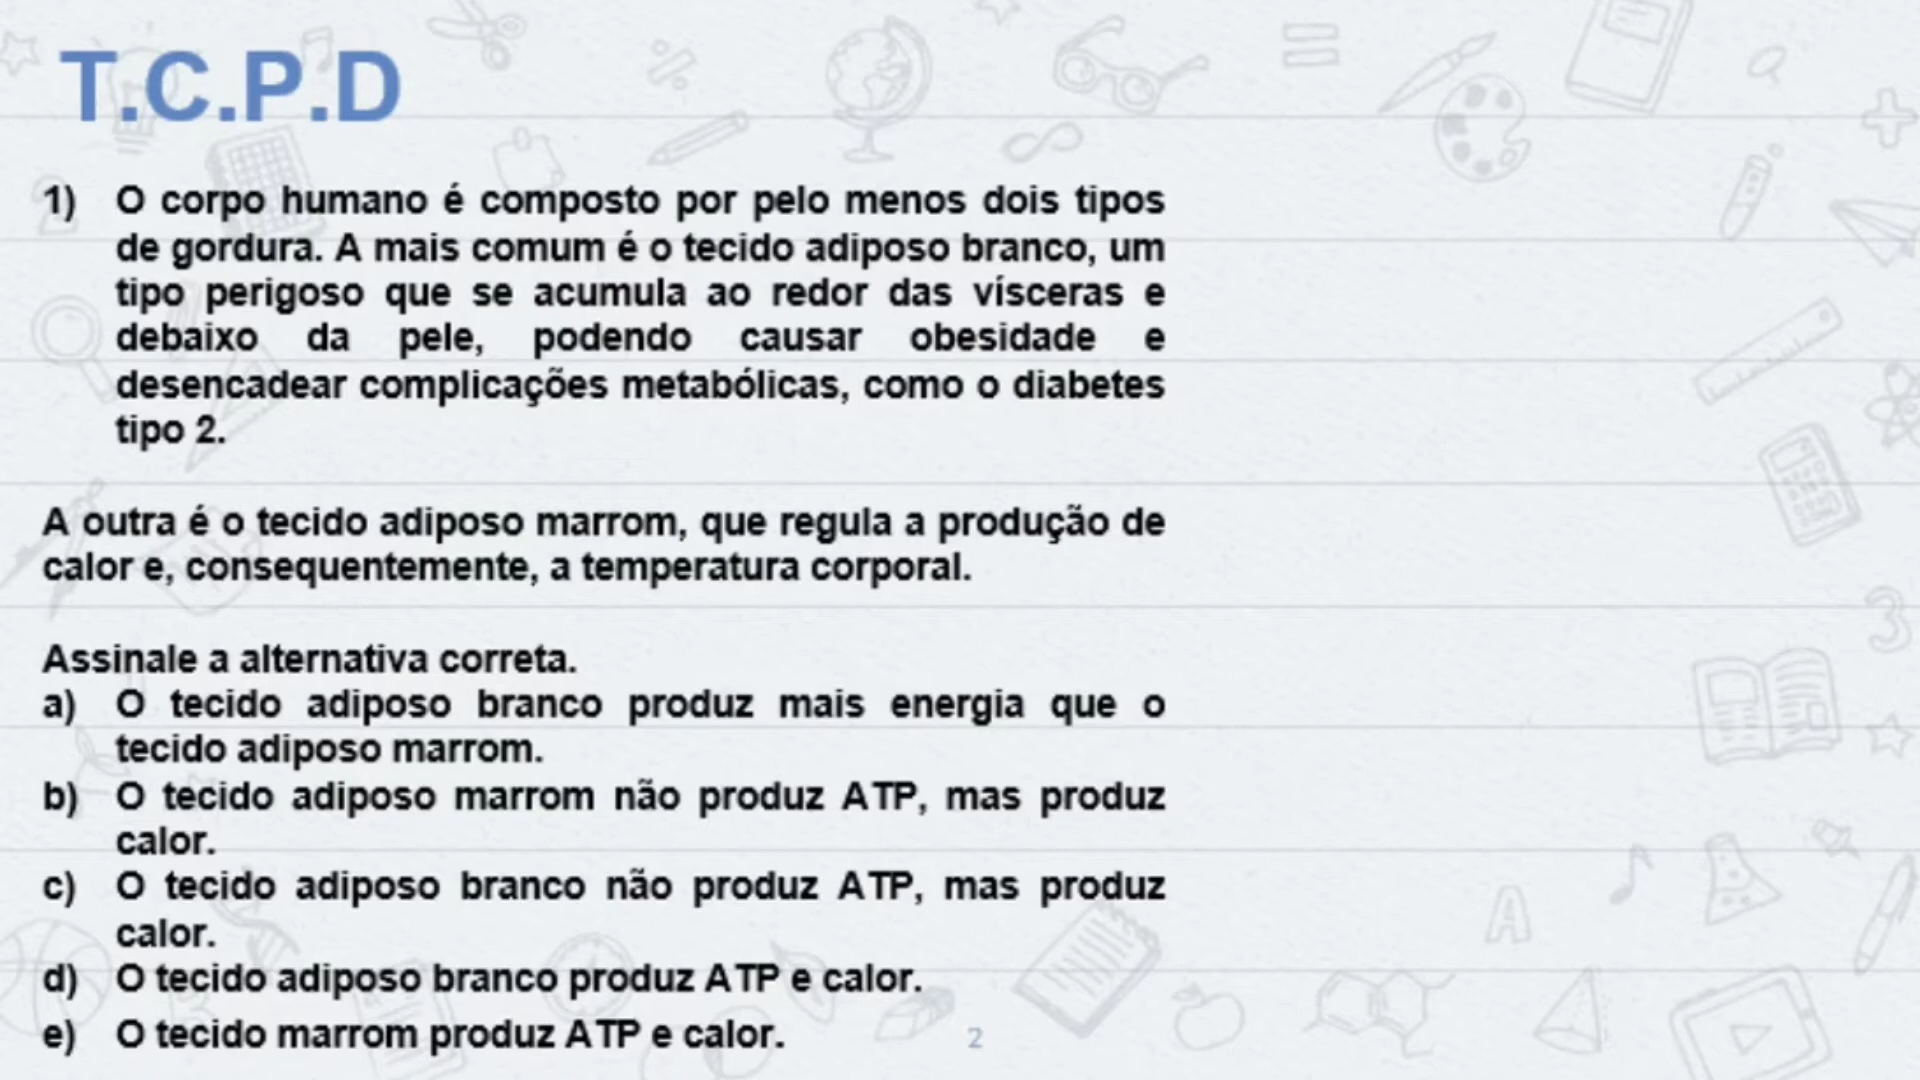 T.C.P.D
1) O corpo humano é composto por pelo menos dois tipos
de gordura. A mais comum é o tecido adiposo branco, um
tipo perigoso que se acumula ao redor das vísceras e
debaixo da pele, podendo causar obesidade e
desencadear complicações metabólicas, como o diabetes
tipo 2.
A outra é o tecido adiposo marrom, que regula a produção de
calor e, consequentemente, a temperatura corporal.
Assinale a alternativa correta.
a) O tecido adiposo branco produz mais energia que o
tecido adiposo marrom.
b) O tecido adiposo marrom não produz ATP, mas produz
calor.
c) O tecido adiposo branco não produz ATP, mas produz
calor.
d) O tecido adiposo branco produz ATP e calor.
e) O tecido marrom produz ATP e calor.
2